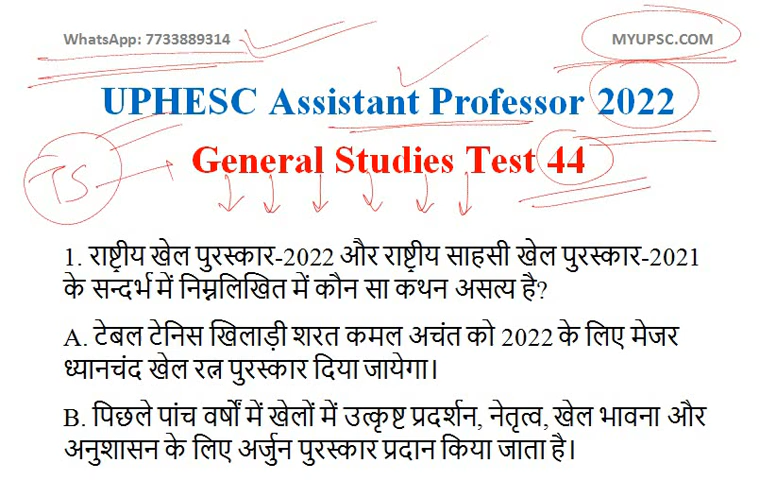 WhatsApp: 7733889314
MYUPSC.COM
UPHESC Assistant Professor 2022
General Studies Test 44
TS
1. राष्ट्रीय खेल पुरस्कार-2022 और राष्ट्रीय साहसी खेल पुरस्कार-2021
के सन्दर्भ में निम्नलिखित में कौन सा कथन असत्य है?
A. टेबल टेनिस खिलाड़ी शरत कमल अचंत को 2022 के लिए मेजर
ध्यानचंद खेल रत्न पुरस्कार दिया जायेगा।
B. पिछले पांच वर्षों में खेलों में उत्कृष्ट प्रदर्शन, नेतृत्व, खेल भावना और
अनुशासन के लिए अर्जुन पुरस्कार प्रदान किया जाता है।